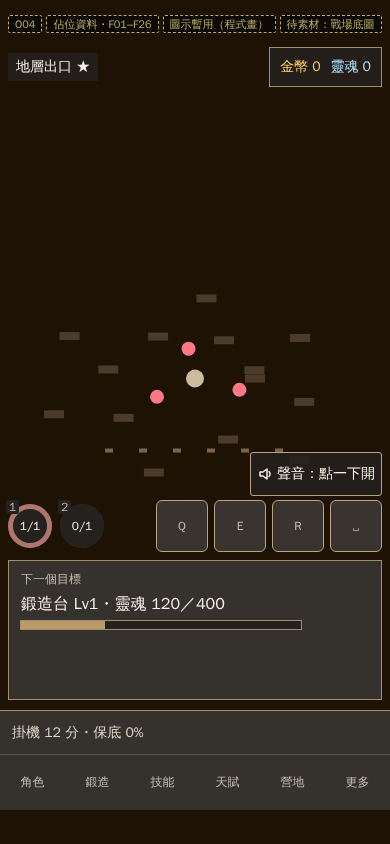 004 佔位資料・F01–F26 圖示暫用（程式畫） 待素材：戰場底圖
地層出口 ★ 金幣 0 靈魂 0
聲音：點一下開
1 1/1 2 0/1 Q E R ⎵
下一個目標
鍛造台 Lv1・靈魂 120／400
掛機 12 分・保底 0%
角色 鍛造 技能 天賦 營地 更多